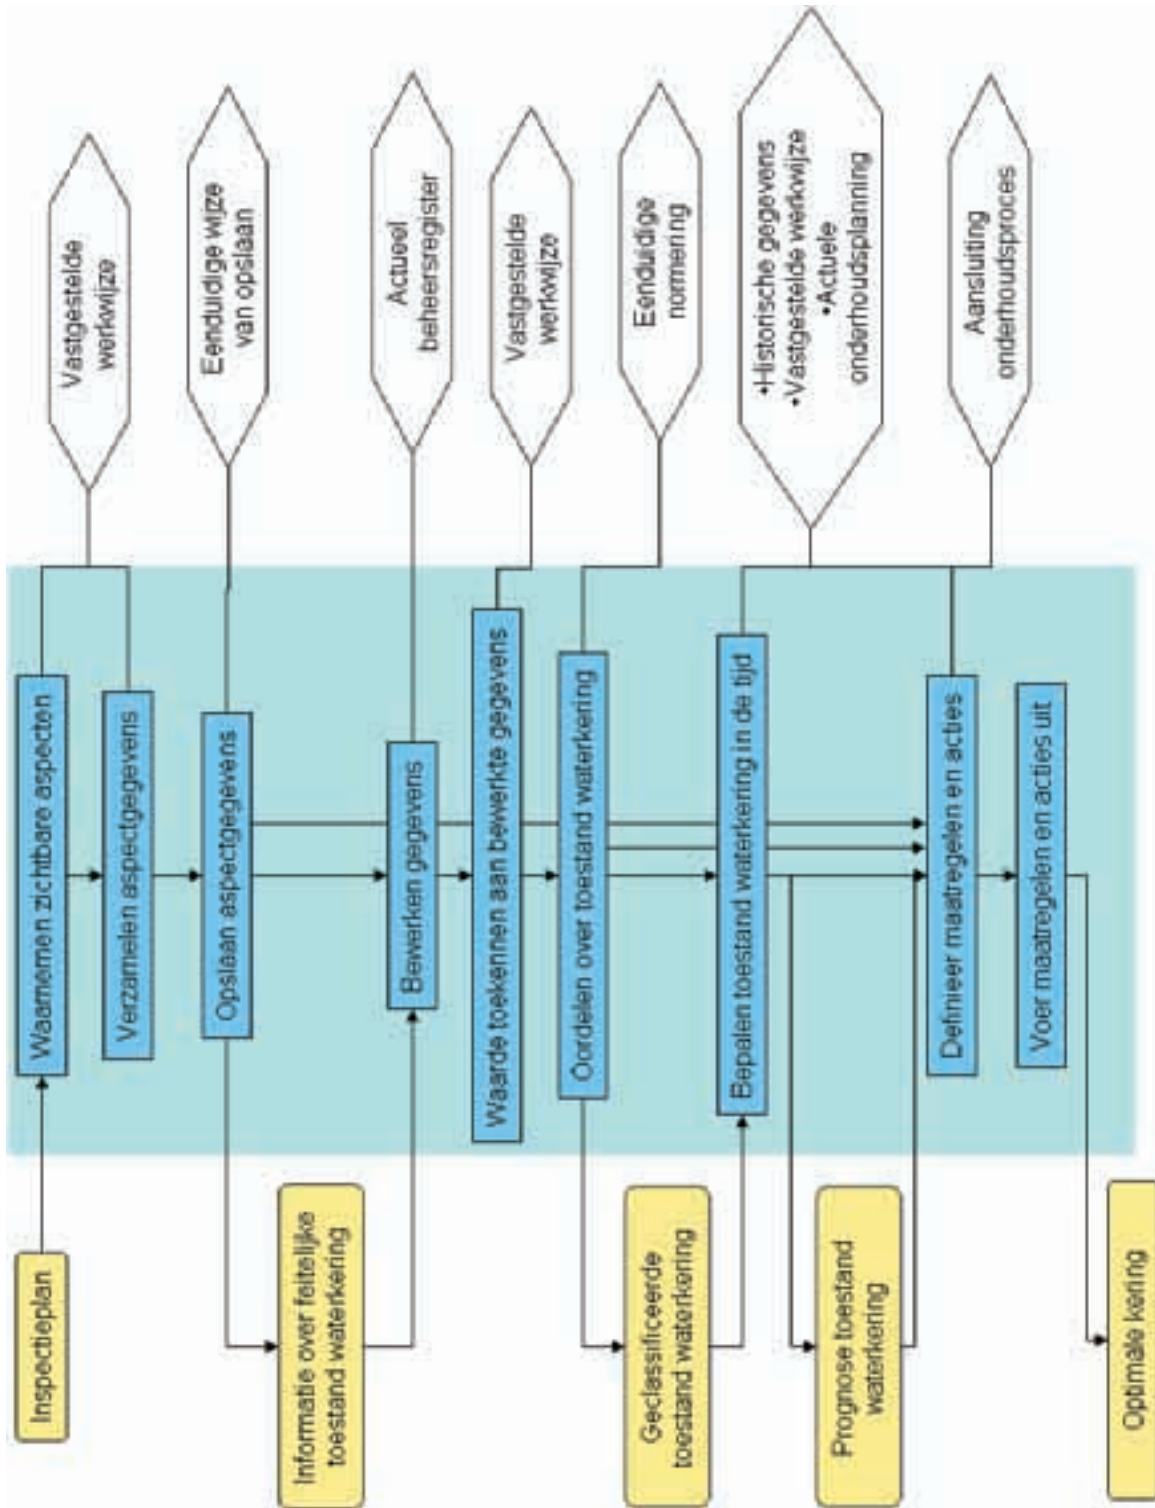 Inspectieplan
Informatie over feitelijke
toestand waterkering
Geclassificeerde
toestand waterkering
Prognose toestand
waterkering
Optimale kering
Waarnemen zichtbare aspecten
Verzamelen aspectgegevens
Opslaan aspectgegevens
Bewerken gegevens
Waarde toekennen aan bewerkte gegevens
Oordelen over toestand waterkering
Bepalen toestand waterkering in de tijd
Definieer maatregelen en acties
Voer maatregelen en acties uit
Vastgestelde
werkwijze
Eenduidige wijze
van opslaan
Actueel
beheersregister
Vastgestelde
werkwijze
Eenduidige
normering
•Historische gegevens
•Vastgestelde werkwijze
•Actuele
onderhoudsplanning
Aansluiting
onderhoudsproces